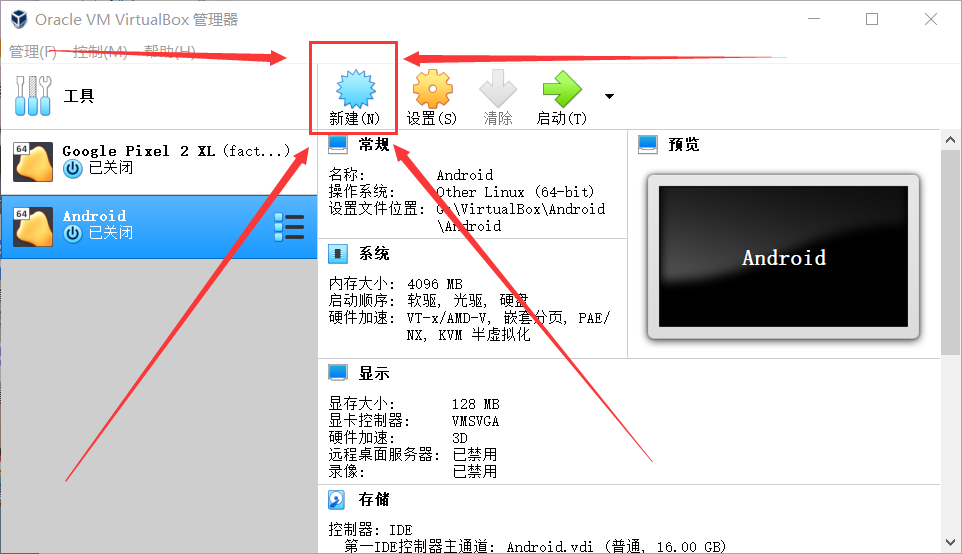 Oracle VM VirtualBox 管理器
管理(F) 控制(M) 帮助(H)
工具
新建(N) 设置(S) 清除 启动(T)
64
Google Pixel 2 XL (fact...)
已关闭
64
Android
已关闭
常规
名称: Android
操作系统: Other Linux (64-bit)
设置文件位置: G:\VirtualBox\Android
\Android
预览
Android
系统
内存大小: 4096 MB
启动顺序: 软驱, 光驱, 硬盘
硬件加速: VT-x/AMD-V, 嵌套分页, PAE/
NX, KVM 半虚拟化
显示
显存大小: 128 MB
显卡控制器: VMSVGA
硬件加速: 3D
远程桌面服务器: 已禁用
录像: 已禁用
存储
控制器: IDE
第一IDE控制器主通道: Android.vdi (普通, 16.00 GB)